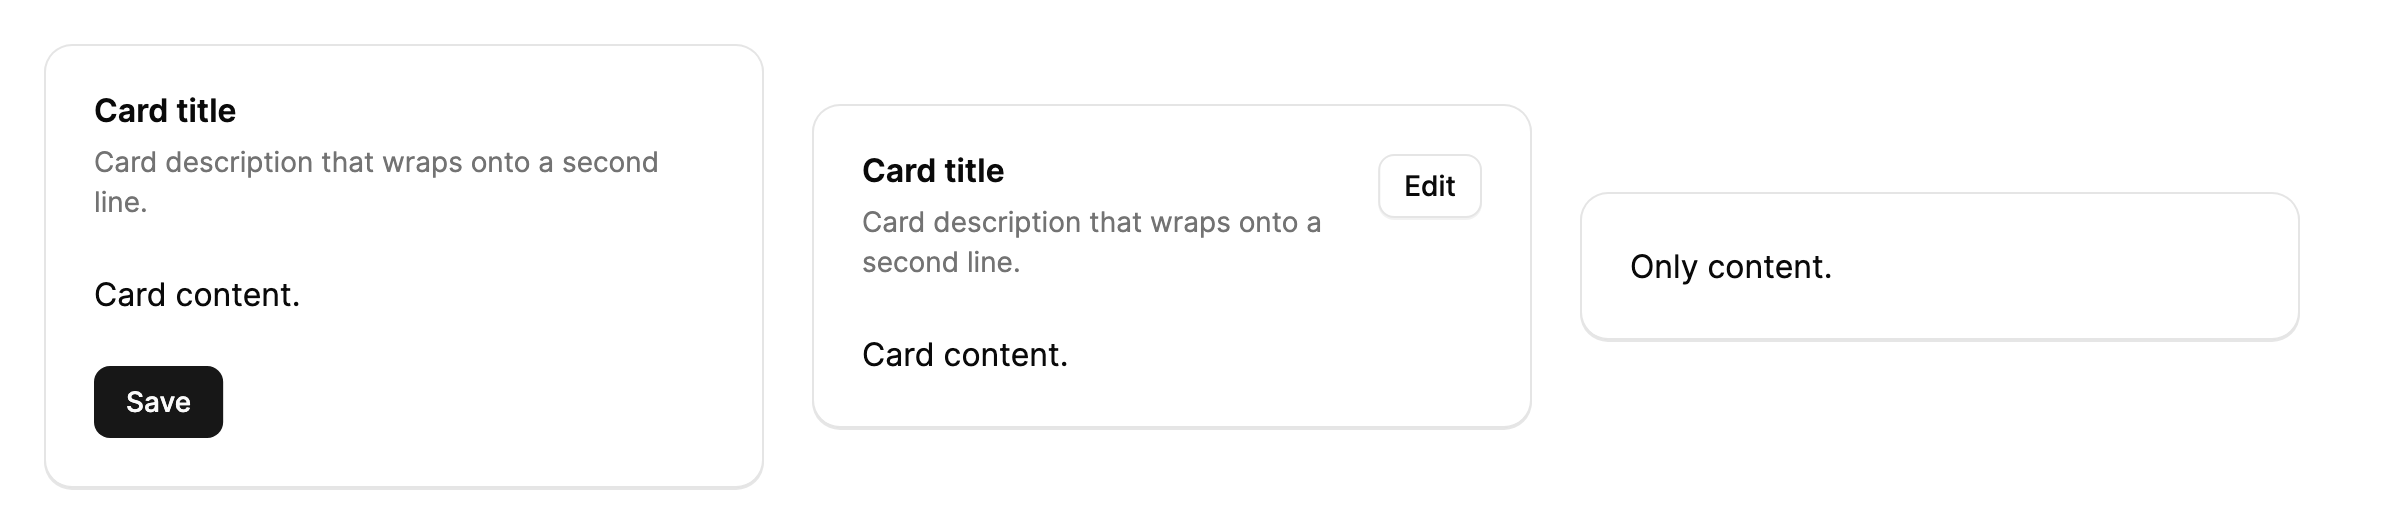 Card title
Card description that wraps onto a second
line.
Card content.
Save
Card title
Edit
Card description that wraps onto a
second line.
Card content.
Only content.